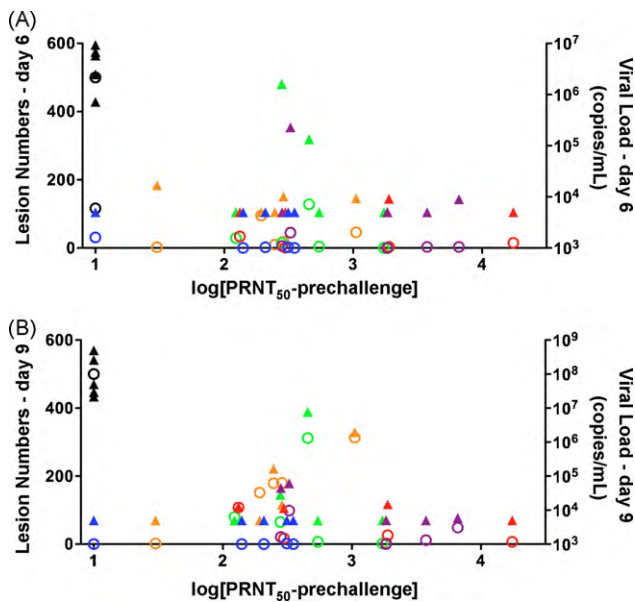 (A)
600
400
200
0
Lesion Numbers - day 6
10^7
10^6
10^5
10^4
10^3
Viral Load - day 6
(copies/mL)
1
2
3
4
log[PRNT₅₀-prechallenge]
(B)
600
400
200
0
Lesion Numbers - day 9
10^9
10^8
10^7
10^6
10^5
10^4
10^3
Viral Load - day 9
(copies/mL)
1
2
3
4
log[PRNT₅₀-prechallenge]